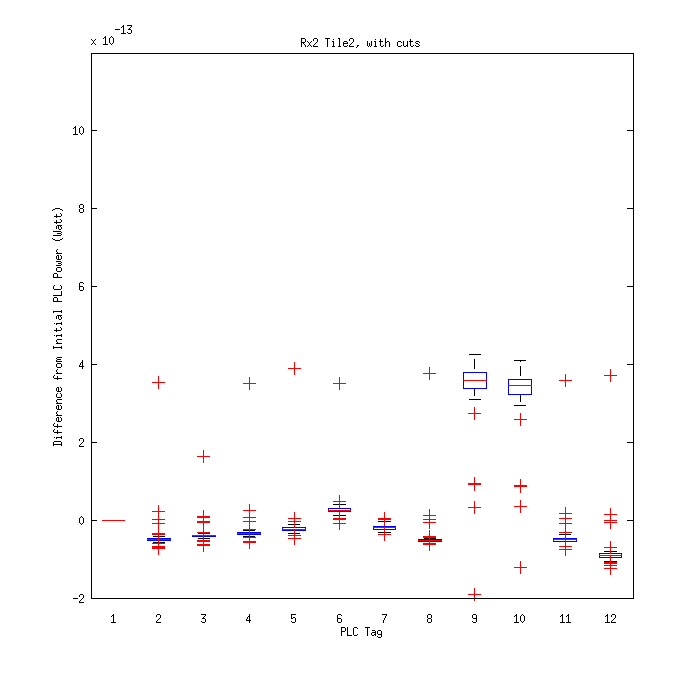 -13
x 10
Rx2 Tile2, with cuts
10
8
6
4
2
0
-2
Difference from Initial PLC Power (Watt)
1 2 3 4 5 6 7 8 9 10 11 12
PLC Tag